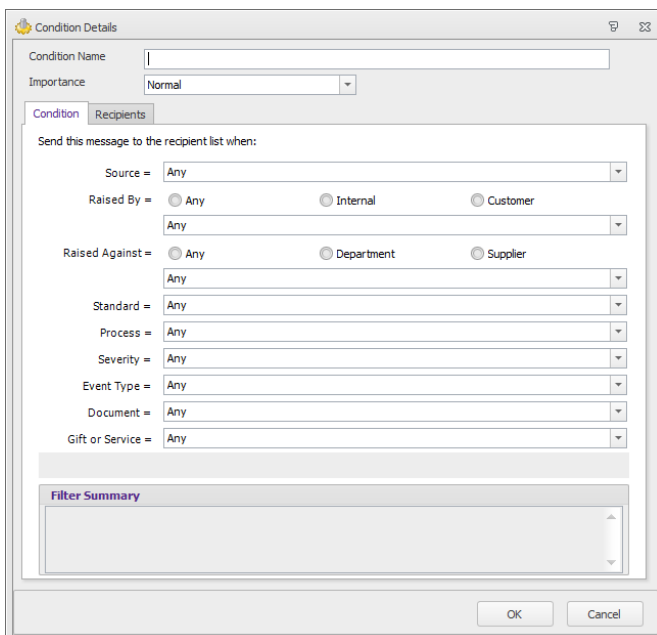 Condition Details
Condition Name
Importance Normal
Condition Recipients
Send this message to the recipient list when:
Source = Any
Raised By = Any Internal Customer
Any
Raised Against = Any Department Supplier
Any
Standard = Any
Process = Any
Severity = Any
Event Type = Any
Document = Any
Gift or Service = Any
Filter Summary
OK Cancel